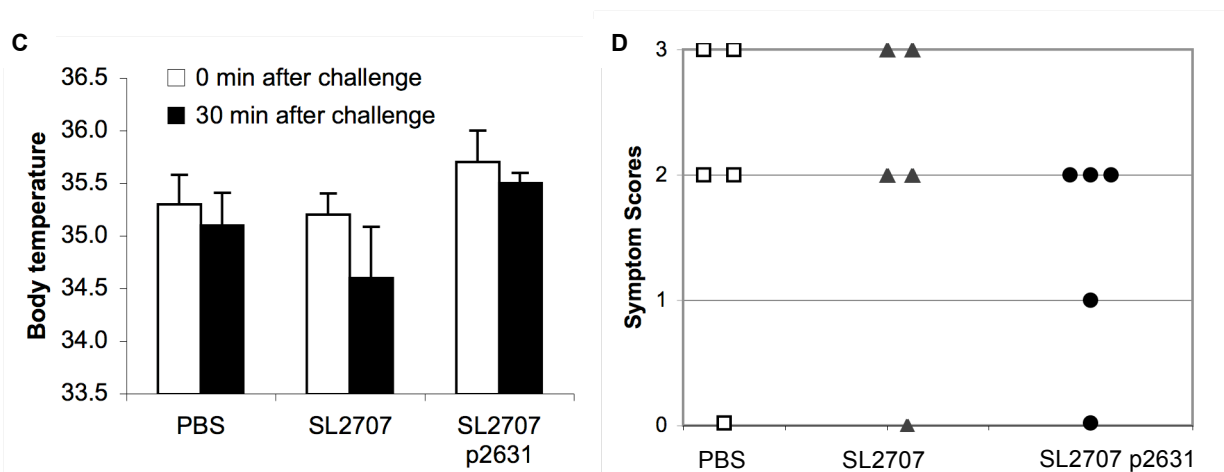 C
0 min after challenge
30 min after challenge
Body temperature
36.5
36.0
35.5
35.0
34.5
34.0
33.5
PBS
SL2707
SL2707
p2631
D
Symptom Scores
3
2
1
0
PBS
SL2707
SL2707 p2631